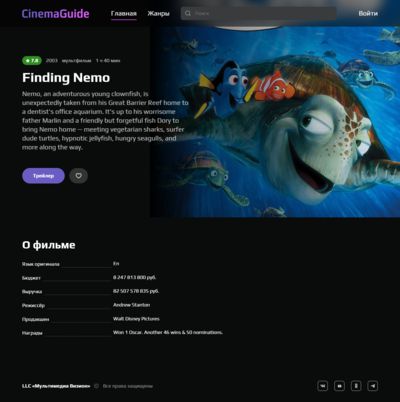 CinemaGuide Главная Жанры Поиск Войти
★ 7.8 2003 мультфильм 1 ч 40 мин
Finding Nemo
Nemo, an adventurous young clownfish, is
unexpectedly taken from his Great Barrier Reef home to
a dentist's office aquarium. It's up to his worrisome
father Marlin and a friendly but forgetful fish Dory to
bring Nemo home -- meeting vegetarian sharks, surfer
dude turtles, hypnotic jellyfish, hungry seagulls, and
more along the way.
Трейлер
О фильме
Язык оригинала En
Бюджет 8 247 813 800 руб.
Выручка 82 507 578 835 руб.
Режиссёр Andrew Stanton
Продакшен Walt Disney Pictures
Награды Won 1 Oscar. Another 46 wins & 50 nominations.
LLC «Мультимедиа Визион» © Все права защищены